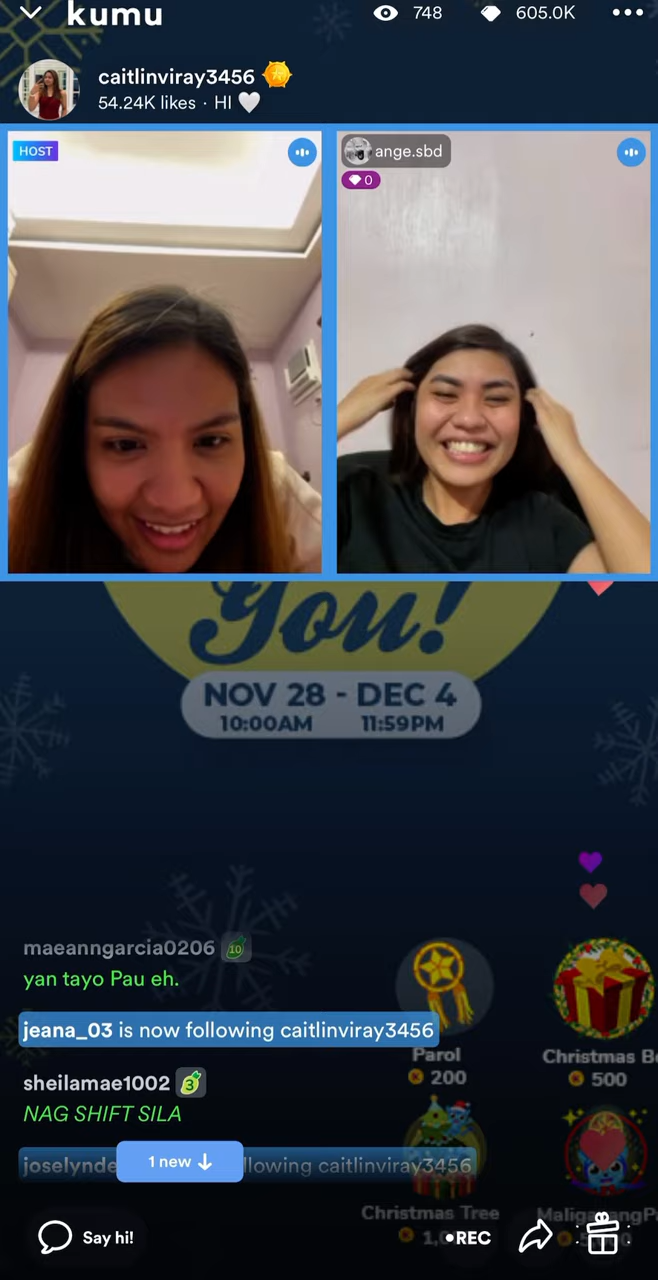 kumu
748
605.0K
caitlinviray3456
54.24K likes · HI 🤍
HOST
ange.sbd
0
You!
NOV 28 - DEC 4
10:00AM 11:59PM
maeanngarcia0206 10
yan tayo Pau eh.
jeana_03 is now following caitlinviray3456
Parol
200
Christmas
500
sheilamae1002 3
NAG SHIFT SILA
1 new ↓
caitlinviray3456
Christmas Tree
Say hi!
REC